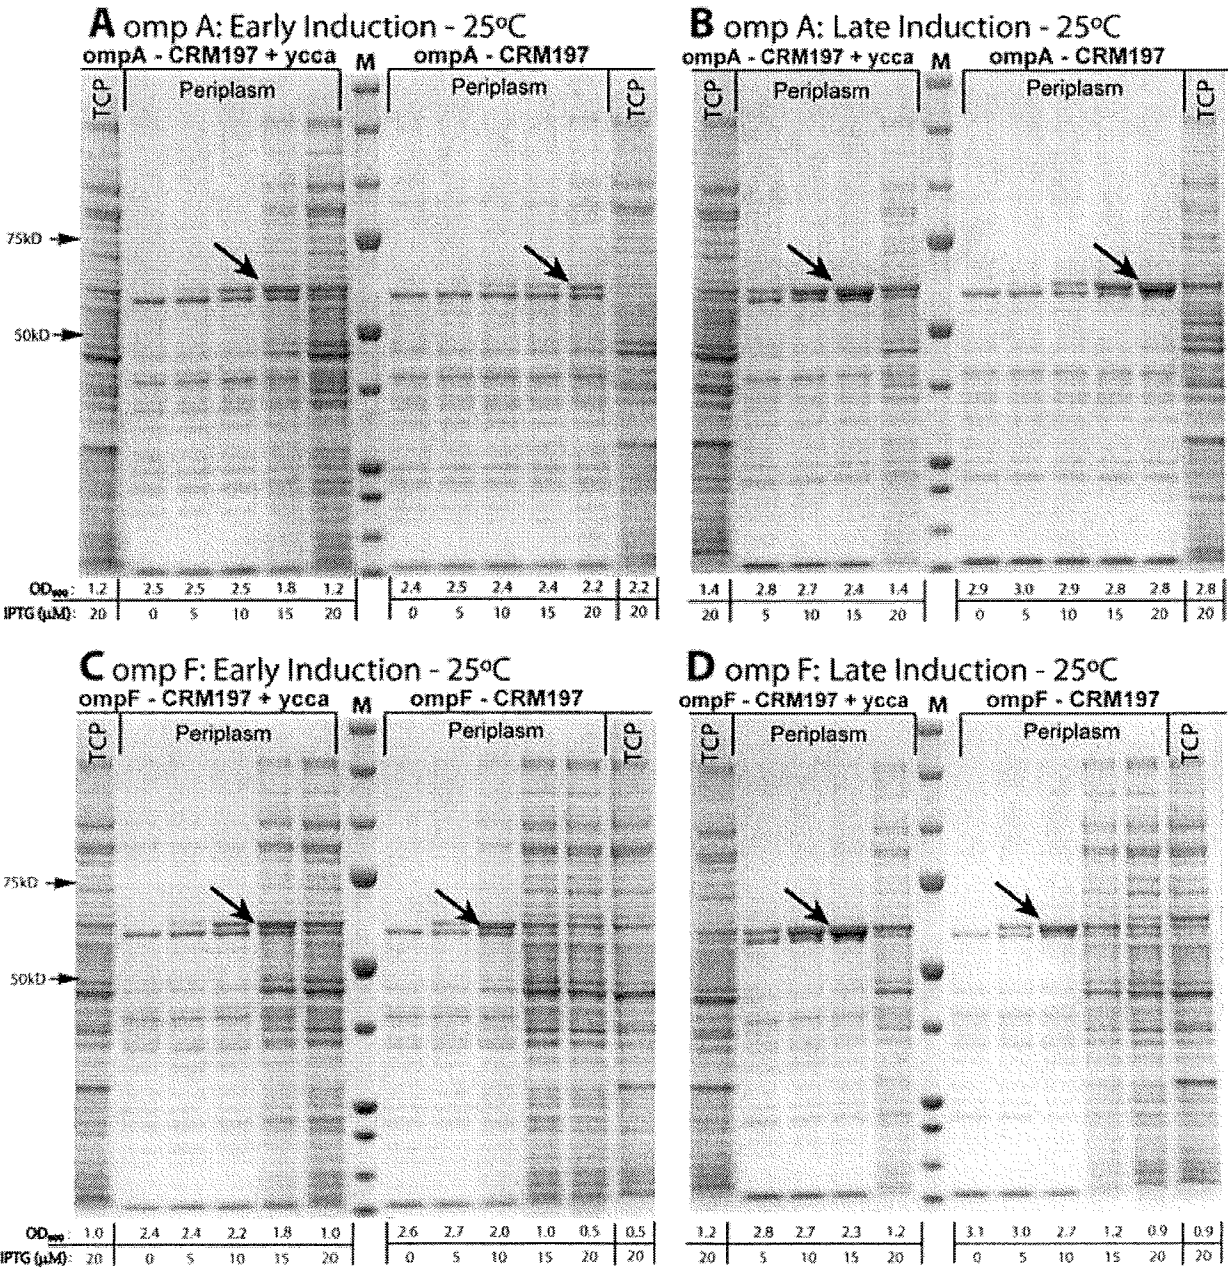 A omp A: Early Induction - 25ºC
ompA - CRM197 + ycca M ompA - CRM197
TCP Periplasm Periplasm TCP
75kD
50kD
OD₆₀₀: 1.2 2.5 2.5 2.5 1.8 1.2 2.4 2.5 2.4 2.4 2.2 2.2
IPTG (µM): 20 0 5 10 15 20 0 5 10 15 20 20
B omp A: Late Induction - 25ºC
ompA - CRM197 + ycca M ompA - CRM197
TCP Periplasm Periplasm TCP
1.4 2.8 2.7 2.4 1.4 2.9 3.0 2.9 2.8 2.8 2.8
20 5 10 15 20 0 5 10 15 20 20
C omp F: Early Induction - 25ºC
ompF - CRM197 + ycca M ompF - CRM197
TCP Periplasm Periplasm TCP
75kD
50kD
OD₆₀₀: 1.0 2.4 2.4 2.2 1.8 1.0 2.6 2.7 2.0 1.0 0.5 0.5
IPTG (µM): 20 0 5 10 15 20 0 5 10 15 20 20
D omp F: Late Induction - 25ºC
ompF - CRM197 + ycca M ompF - CRM197
TCP Periplasm Periplasm TCP
1.2 2.8 2.7 2.3 1.2 3.1 3.0 2.7 1.2 0.9 0.9
20 5 10 15 20 0 5 10 15 20 20